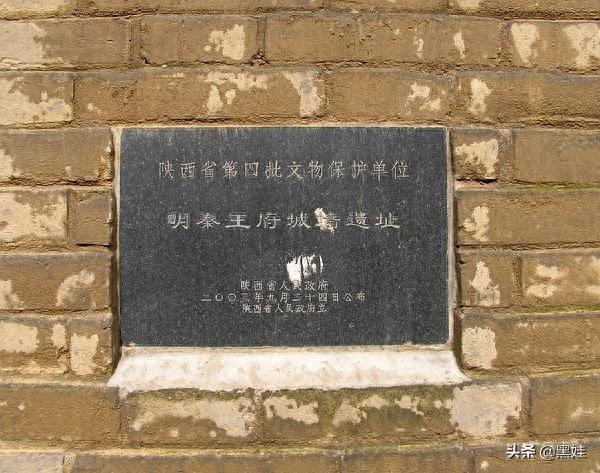 陕西省第四批文物保护单位
明秦王府城墙遗址
陕西省人民政府
二〇〇三年九月二十四日公布
陕西省人民政府立
头条@黑娃